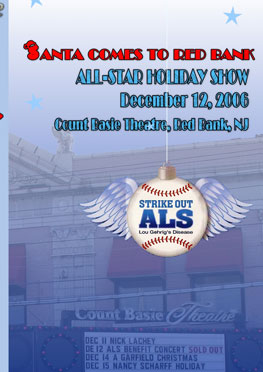 SANTA COMES TO RED BANK
ALL-STAR HOLIDAY SHOW
December 12, 2006
Count Basie Theatre, Red Bank, NJ
STRIKE OUT
ALS
Lou Gehrig's Disease
Count Basie Theatre
DEC 11 NICK LACHEY
DE 12 ALS BENEFIT CONCERT SOLD OUT
DEC 14 A GARFIELD CHRISTMAS
DEC 15 NANCY SCHARFF HOLIDAY